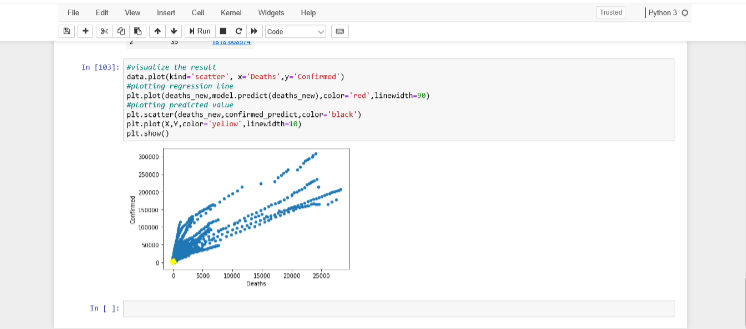 File Edit View Insert Cell Kernel Widgets Help Trusted Python 3
Run Code
2 35
In [103]: #visualize the result
data.plot(kind='scatter', x='Deaths',y='Confirmed')
#plotting regression line
plt.plot(deaths_new,model.predict(deaths_new),color='red',linewidth=90)
#plotting predicted value
plt.scatter(deaths_new,confirmed_predict,color='black')
plt.plot(X,Y,color='yellow',linewidth=10)
plt.show()
300000
250000
200000
150000
100000
50000
0
Confirmed
0 5000 10000 15000 20000 25000
Deaths
In [ ]: